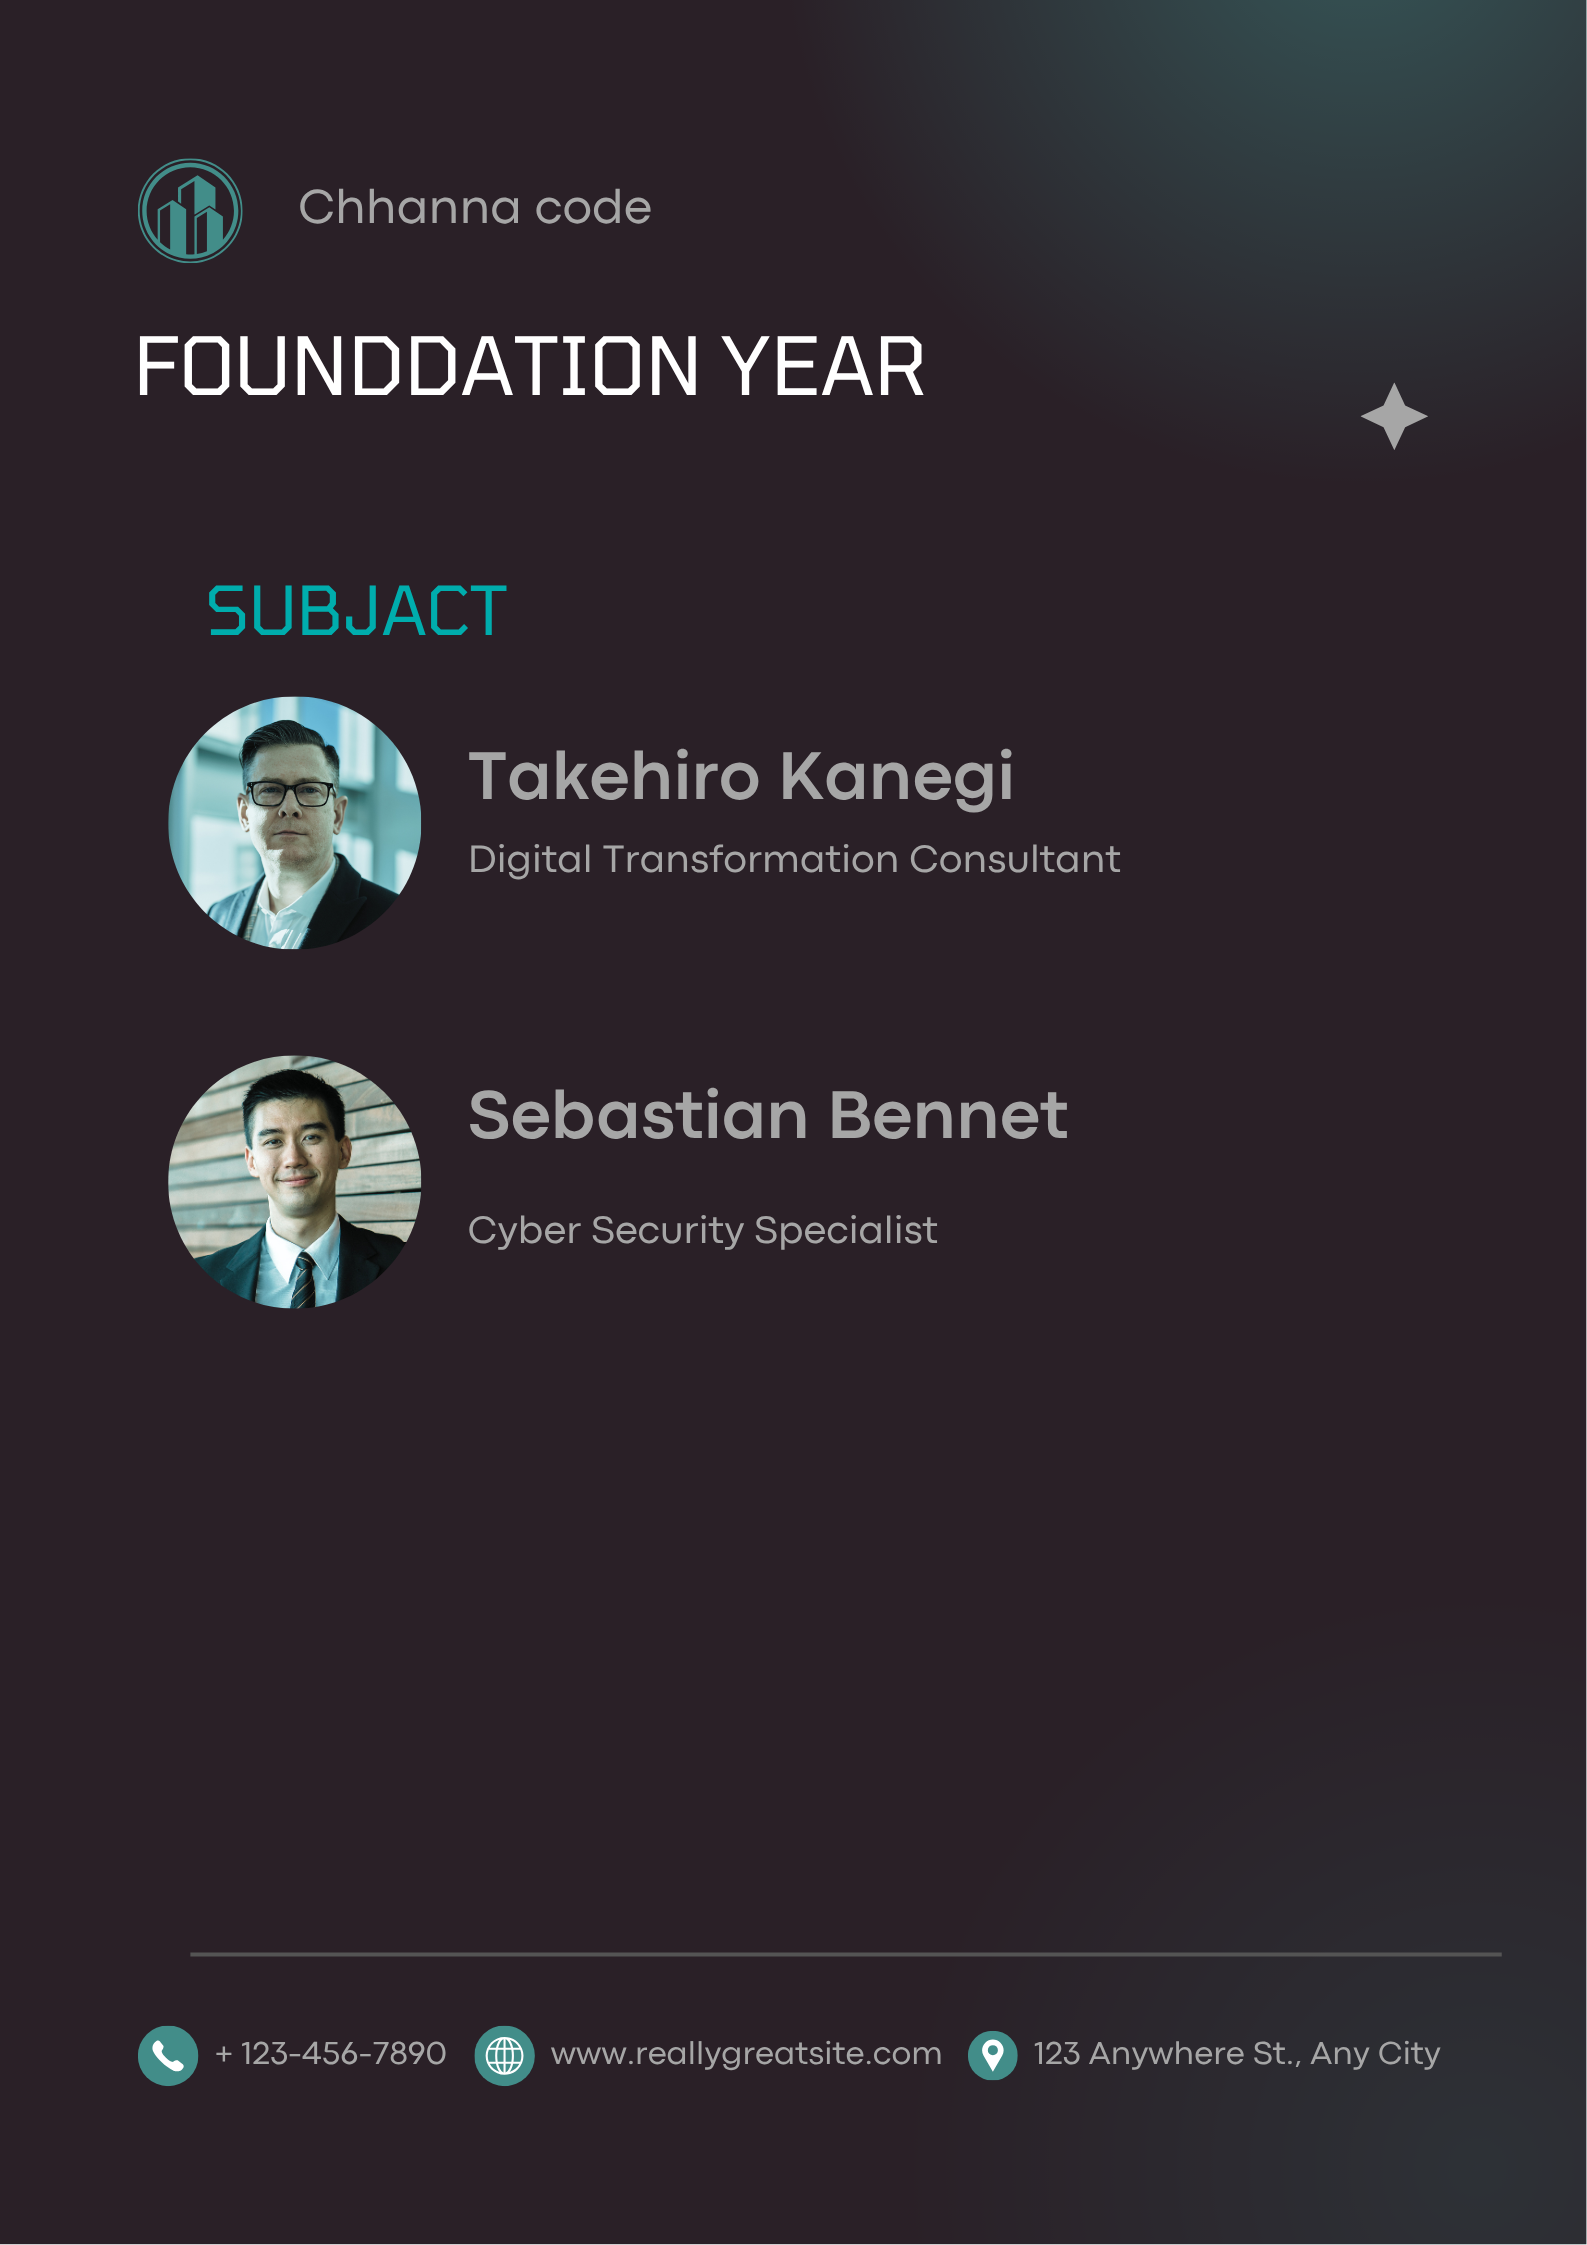 Chhanna code
FOUNDDATION YEAR
SUBJACT
Takehiro Kanegi
Digital Transformation Consultant
Sebastian Bennet
Cyber Security Specialist
+ 123-456-7890 www.reallygreatsite.com 123 Anywhere St., Any City